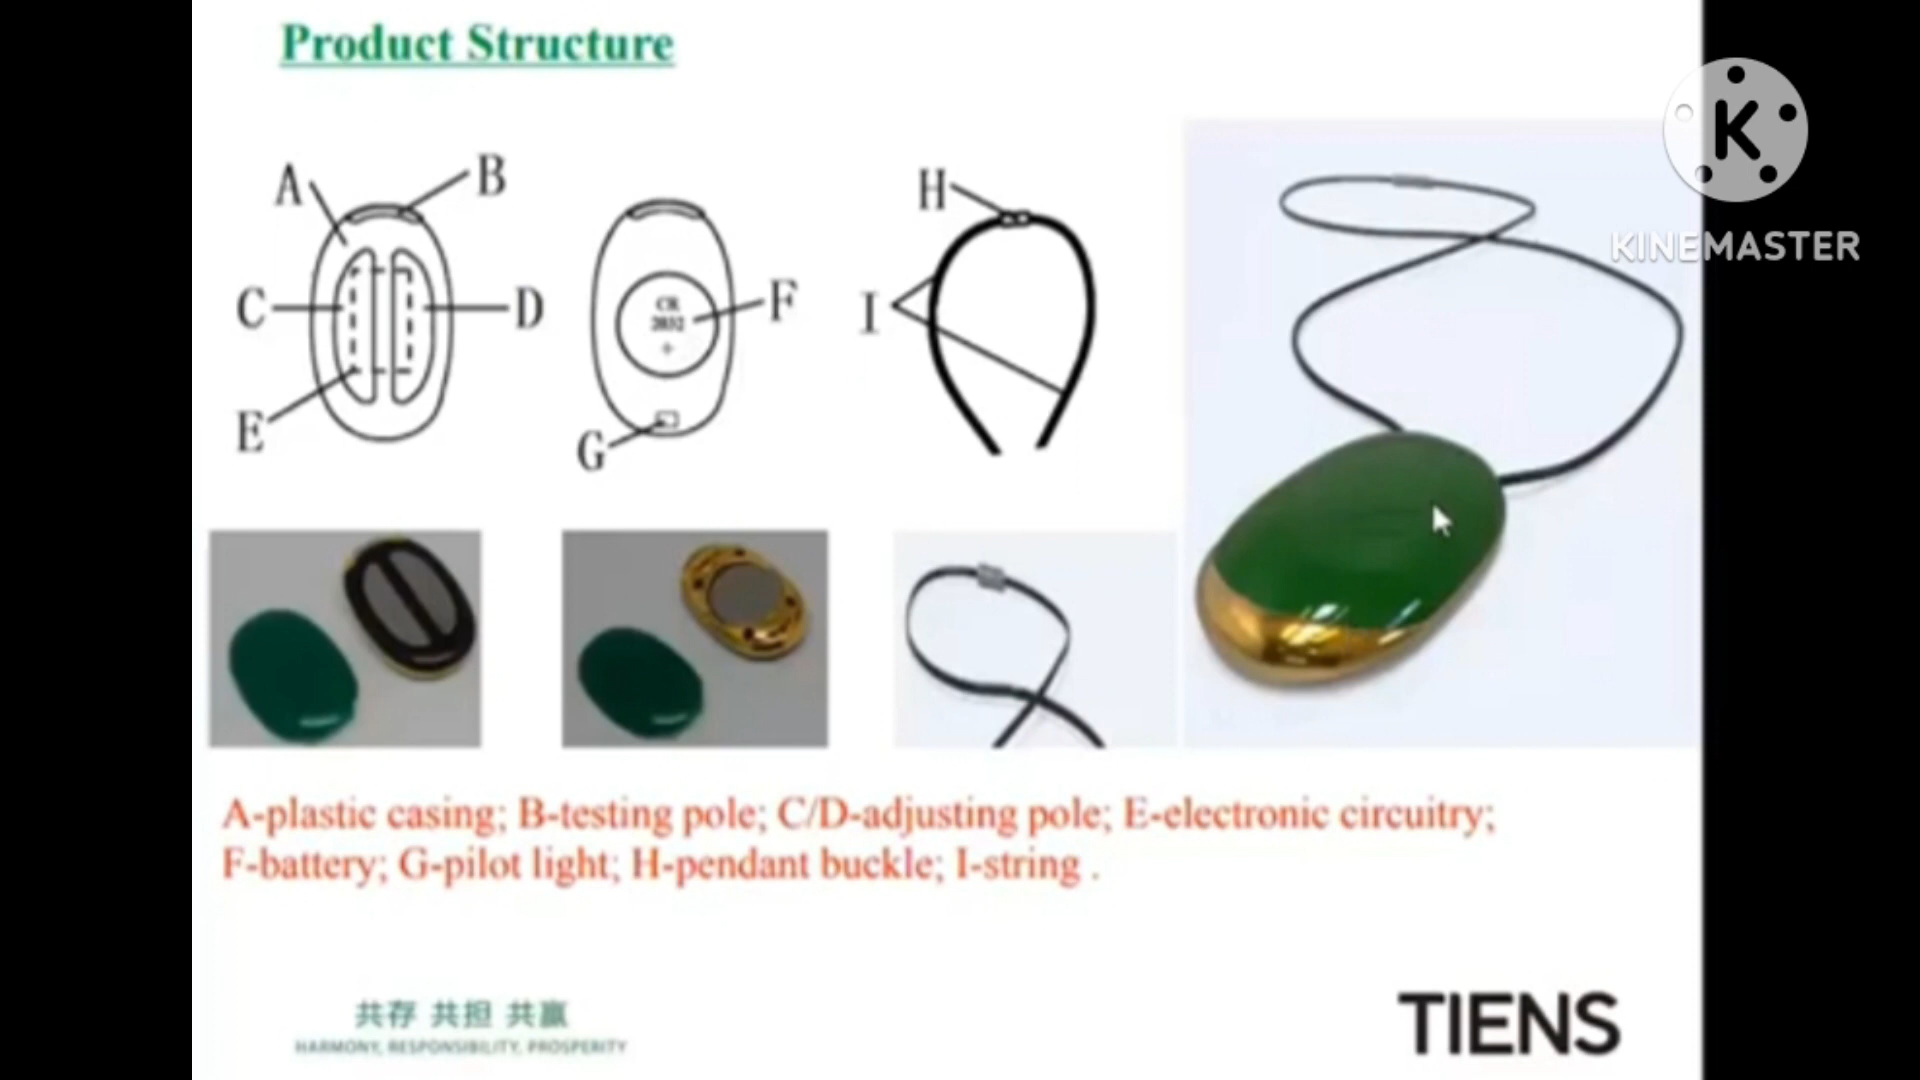 Product Structure
A
B
C
D
E
CR
2032
+
F
G
H
I
K
KINEMASTER
A-plastic casing; B-testing pole; C/D-adjusting pole; E-electronic circuitry;
F-battery; G-pilot light; H-pendant buckle; I-string .
共存 共担 共赢
HARMONY, RESPONSIBILITY, PROSPERITY
TIENS